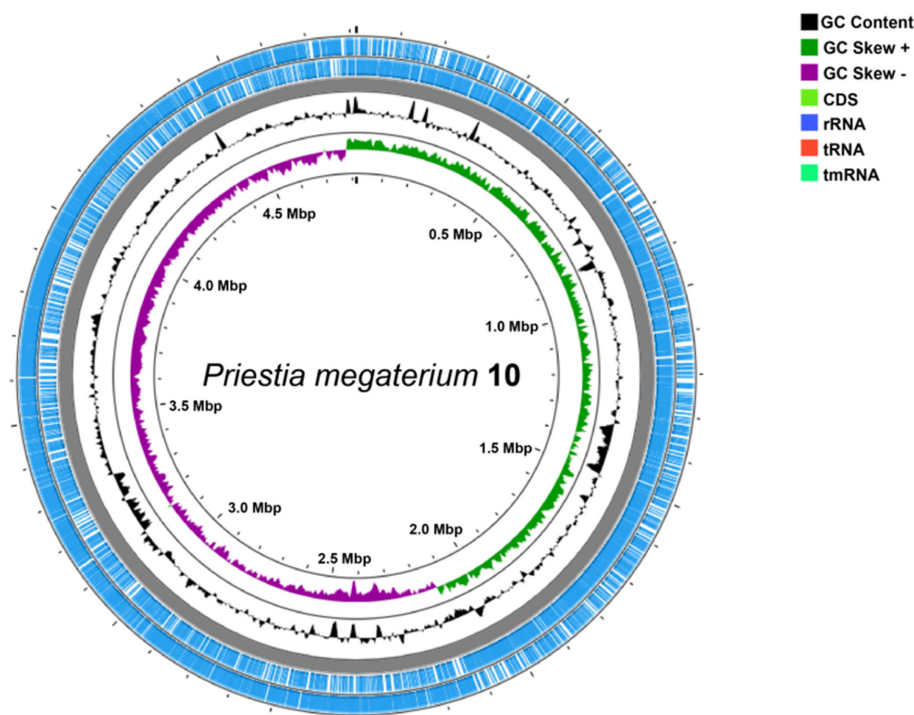 GC Content
GC Skew +
GC Skew -
CDS
rRNA
tRNA
tmRNA
4.5 Mbp
0.5 Mbp
4.0 Mbp
1.0 Mbp
Priestia megaterium 10
3.5 Mbp
1.5 Mbp
3.0 Mbp
2.0 Mbp
2.5 Mbp